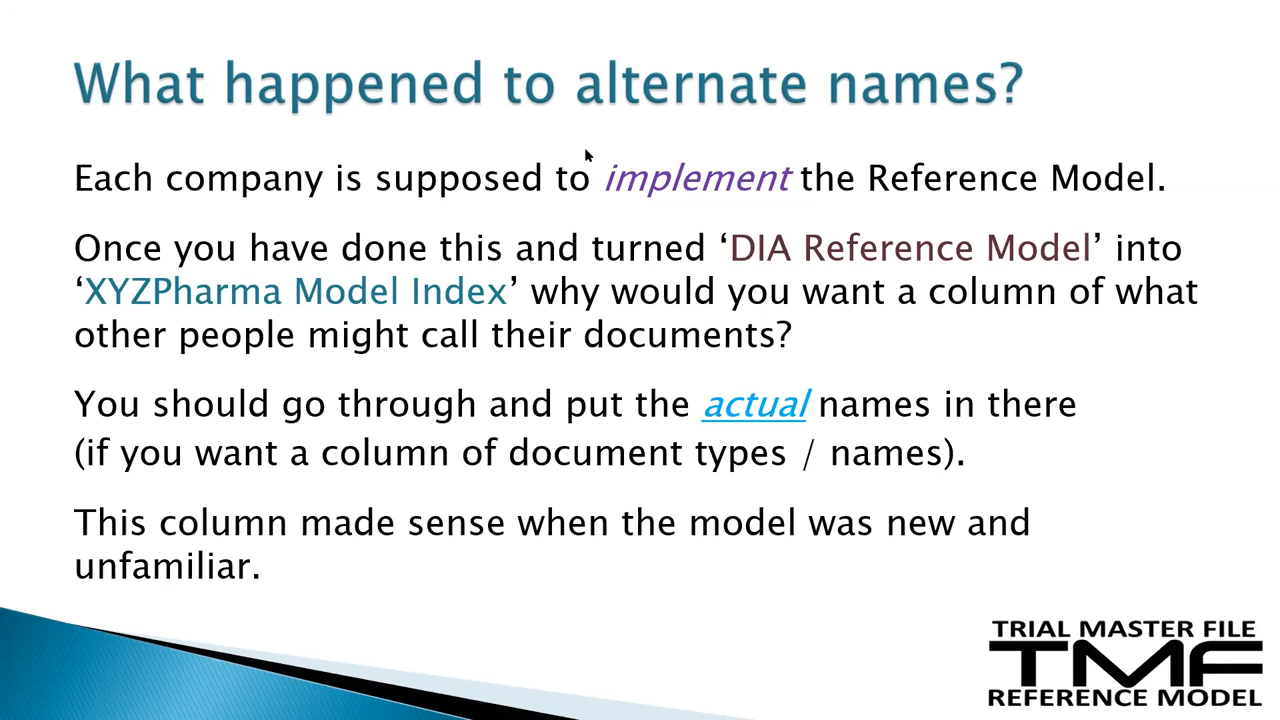 What happened to alternate names?
Each company is supposed to implement the Reference Model.
Once you have done this and turned ‘DIA Reference Model’ into
‘XYZPharma Model Index’ why would you want a column of what
other people might call their documents?
You should go through and put the actual names in there
(if you want a column of document types / names).
This column made sense when the model was new and
unfamiliar.
TRIAL MASTER FILE
TMF
REFERENCE MODEL